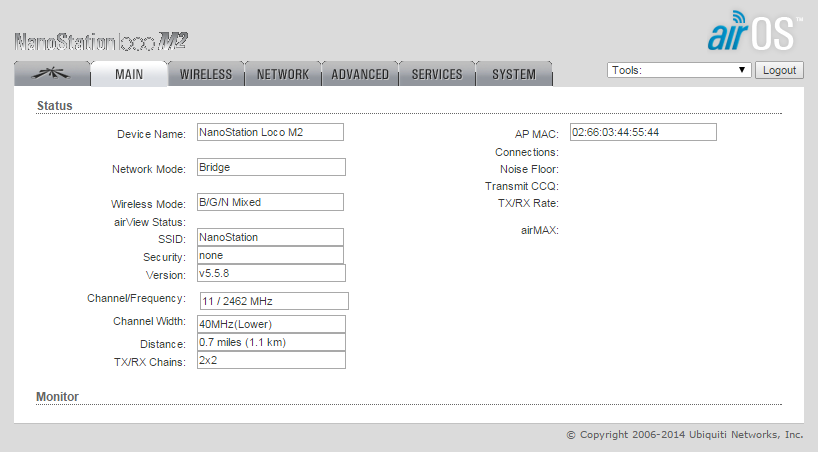 NanoStation loco M2
airOS™
MAIN WIRELESS NETWORK ADVANCED SERVICES SYSTEM Tools: Logout
Status
Device Name: NanoStation Loco M2
Network Mode: Bridge
Wireless Mode: B/G/N Mixed
airView Status:
SSID: NanoStation
Security: none
Version: v5.5.8
Channel/Frequency: 11 / 2462 MHz
Channel Width: 40MHz(Lower)
Distance: 0.7 miles (1.1 km)
TX/RX Chains: 2x2
AP MAC: 02:66:03:44:55:44
Connections:
Noise Floor:
Transmit CCQ:
TX/RX Rate:
airMAX:
Monitor
© Copyright 2006-2014 Ubiquiti Networks, Inc.